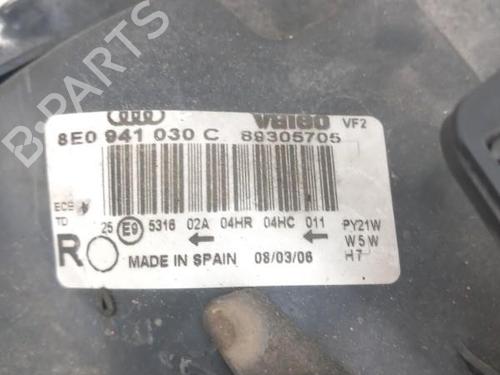 Valeo VF2
8E0 941 030 C 89305705
ECE
TD 25 E9 5316 02A 04HR 04HC 011 PY21W
W5W
R MADE IN SPAIN 08/03/06 H7
B-PARTS